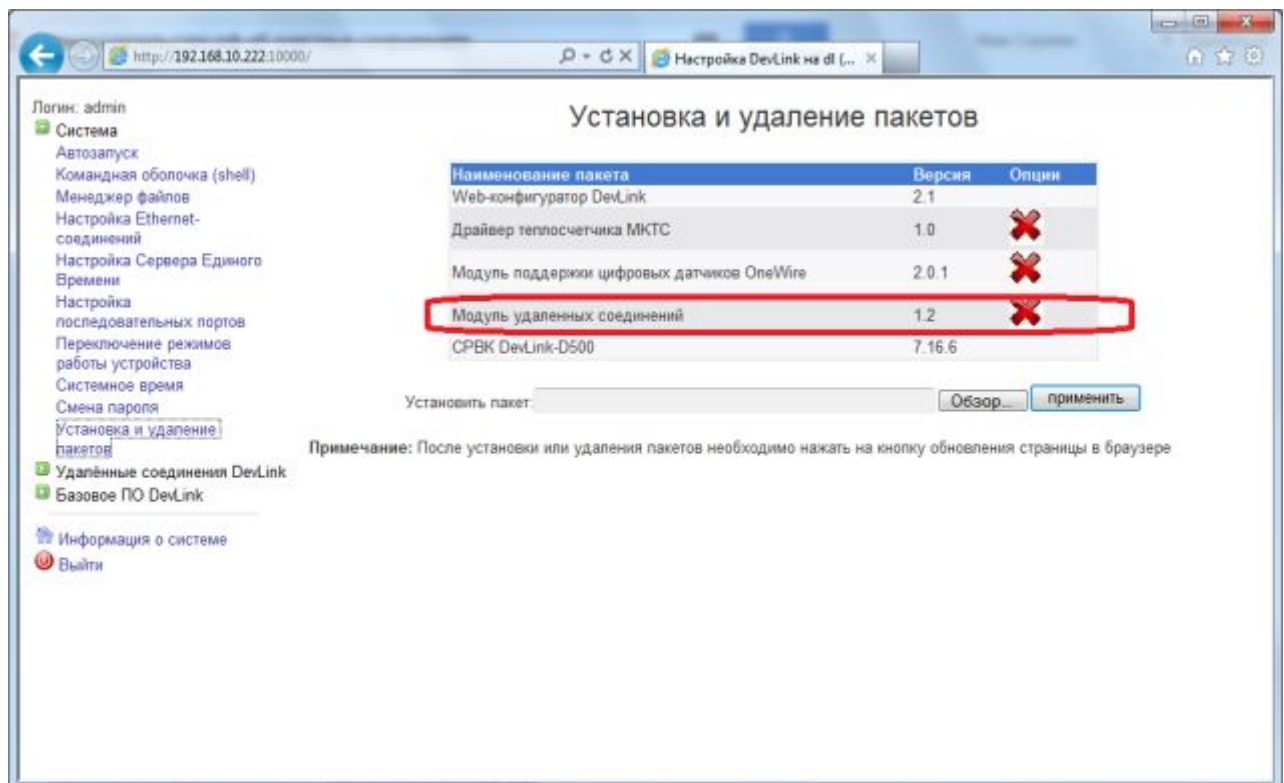 http://192.168.10.222:10000/
Настройка DevLink на dl (...
Логин: admin
Система
Автозапуск
Командная оболочка (shell)
Менеджер файлов
Настройка Ethernet-
соединений
Настройка Сервера Единого
Времени
Настройка
последовательных портов
Переключение режимов
работы устройства
Системное время
Смена пароля
Установка и удаление
пакетов
Удалённые соединения DevLink
Базовое ПО DevLink
Информация о системе
Выйти
Установка и удаление пакетов
Наименование пакета Версия Опции
Web-конфигуратор DevLink 2.1
Драйвер теплосчетчика МКТС 1.0
Модуль поддержки цифровых датчиков OneWire 2.0.1
Модуль удаленных соединений 1.2
СРВК DevLink-D500 7.16.6
Установить пакет: Обзор... применить
Примечание: После установки или удаления пакетов необходимо нажать на кнопку обновления страницы в браузере